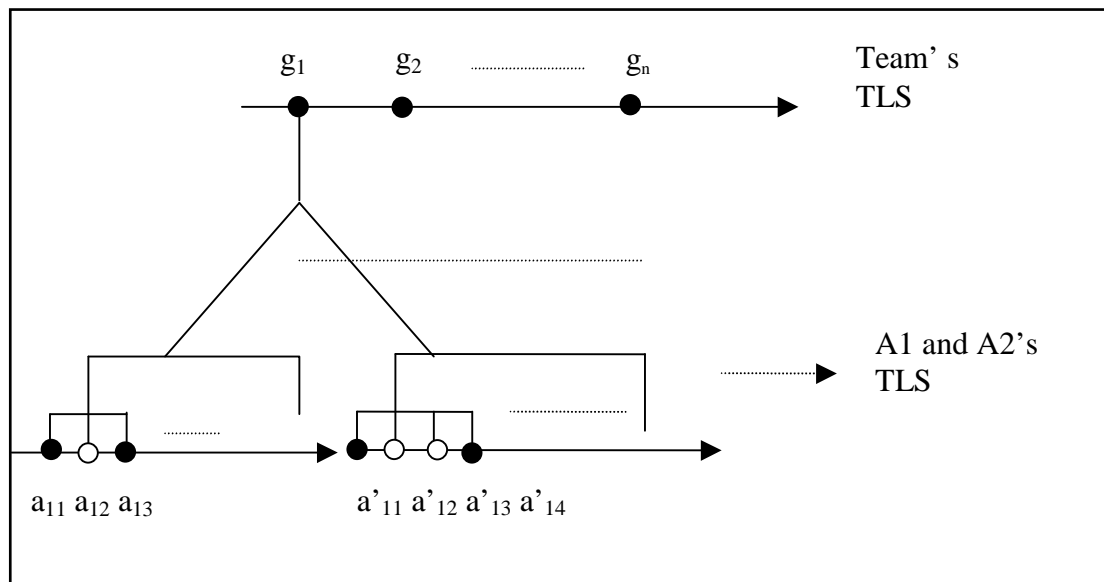 g₁ g₂ gₙ
Team’ s
TLS
A1 and A2’s
TLS
a₁₁ a₁₂ a₁₃
a’₁₁ a’₁₂ a’₁₃ a’₁₄